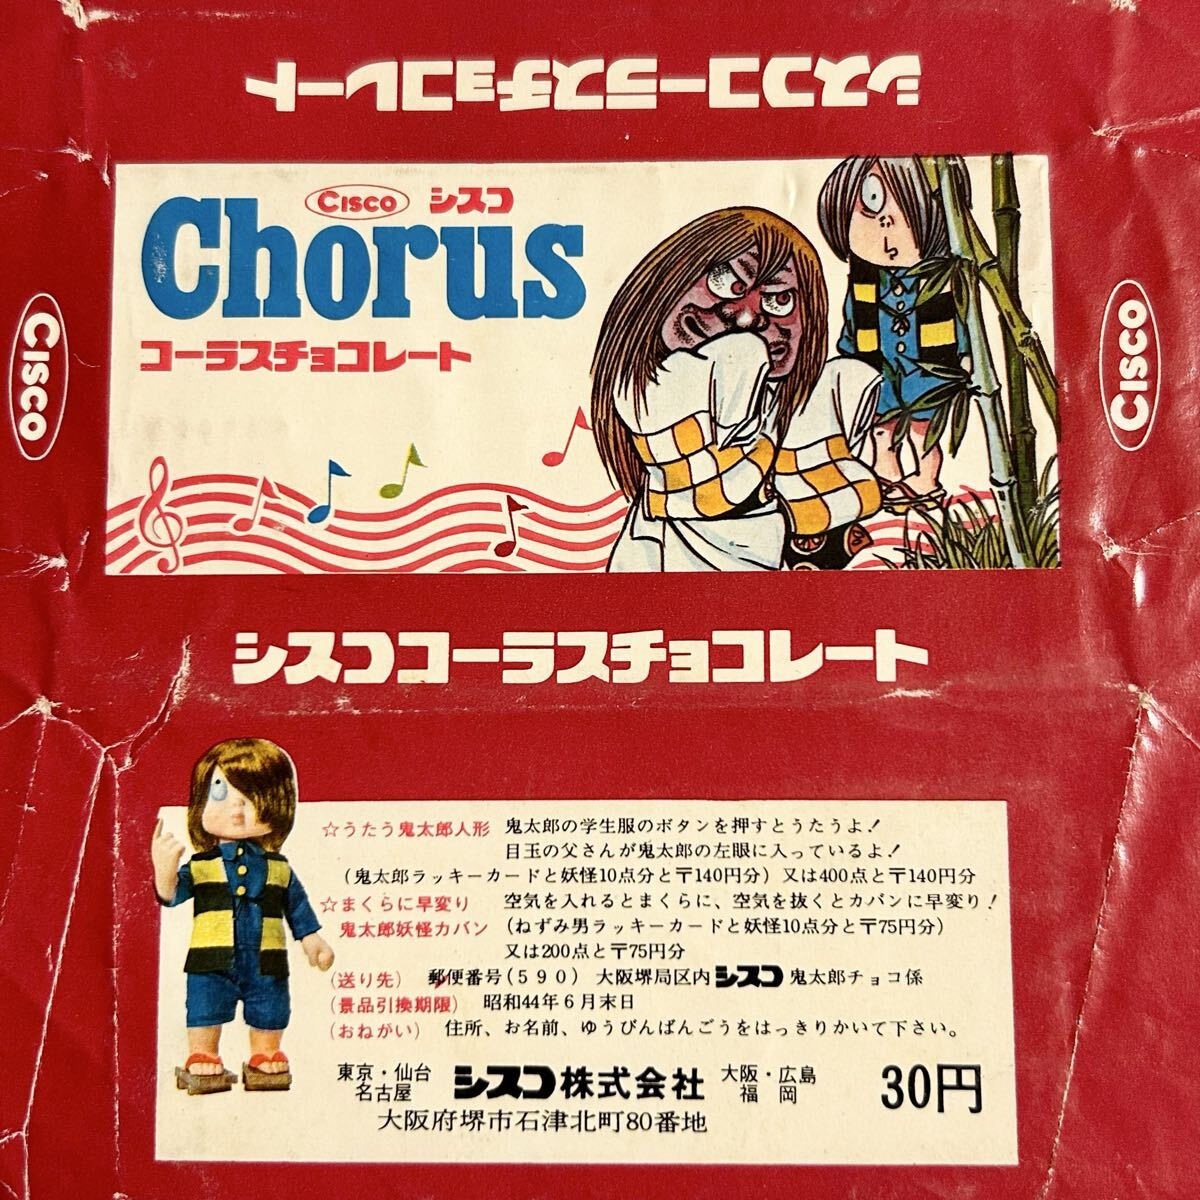 シスココーラスチョコレート
CISCO シスコ
Chorus
コーラスチョコレート
CISCO
CISCO
シスココーラスチョコレート
☆うたう鬼太郎人形 鬼太郎の学生服のボタンを押すとうたうよ!
目玉の父さんが鬼太郎の左眼に入っているよ!
(鬼太郎ラッキーカードと妖怪10点分と〒140円分) 又は400点と〒140円分
☆まくらに早変り 空気を入れるとまくらに、空気を抜くとカバンに早変り!
鬼太郎妖怪カバン (ねずみ男ラッキーカードと妖怪10点分と〒75円分)
又は200点と〒75円分
(送り先) 郵便番号(590) 大阪堺局区内シスコ鬼太郎チョコ係
(景品引換期限) 昭和44年6月末日
(おねがい) 住所、お名前、ゆうびんばんごうをはっきりかいて下さい。
東京・仙台
名古屋
シスコ株式会社
大阪・広島
福岡
30円
大阪府堺市石津北町80番地